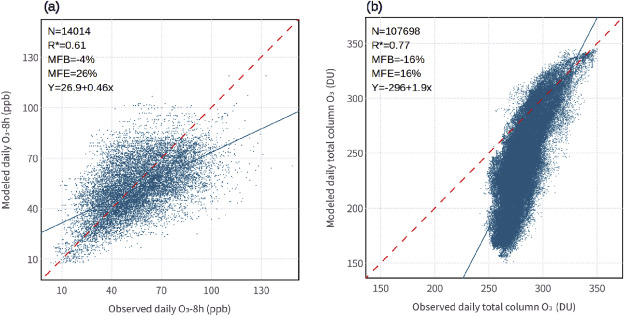 (a)
N=14014
R*=0.61
MFB=-4%
MFE=26%
Y=26.9+0.46x
Modeled daily O₃-8h (ppb)
130
100
70
40
10
10 40 70 100 130
Observed daily O₃-8h (ppb)
(b)
N=107698
R*=0.77
MFB=-16%
MFE=16%
Y=-296+1.9x
Modeled daily total column O₃ (DU)
350
300
250
200
150
150 200 250 300 350
Observed daily total column O₃ (DU)